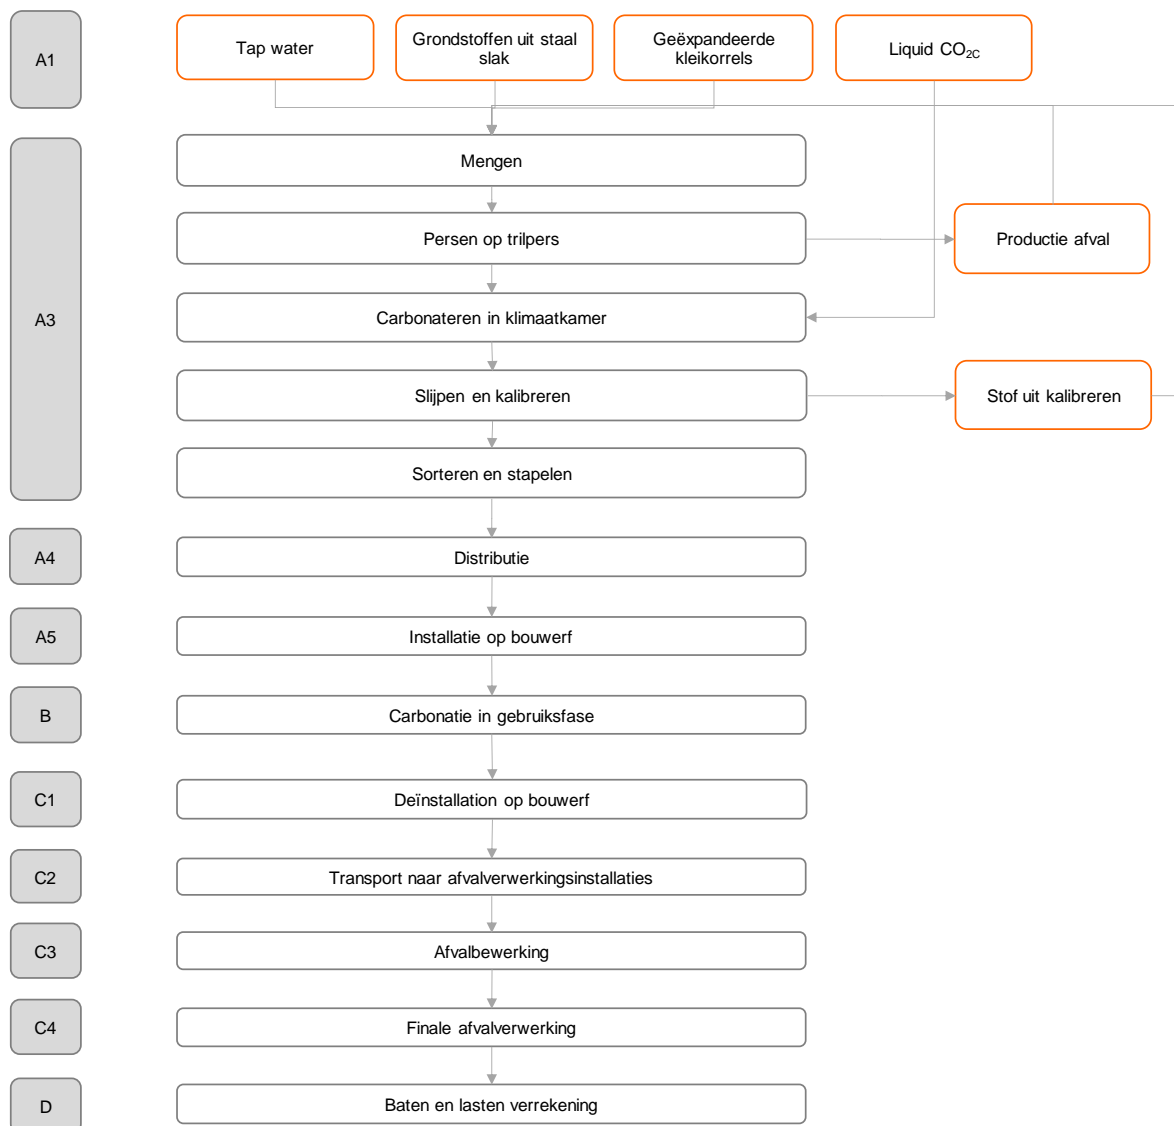 A1
Tap water
Grondstoffen uit staal
slak
Geëxpandeerde
kleikorrels
Liquid CO2C
A3
Mengen
Persen op trilpers
Productie afval
Carbonateren in klimaatkamer
Slijpen en kalibreren
Stof uit kalibreren
Sorteren en stapelen
A4
Distributie
A5
Installatie op bouwerf
B
Carbonatie in gebruiksfase
C1
Deïnstallation op bouwerf
C2
Transport naar afvalverwerkingsinstallaties
C3
Afvalbewerking
C4
Finale afvalverwerking
D
Baten en lasten verrekening